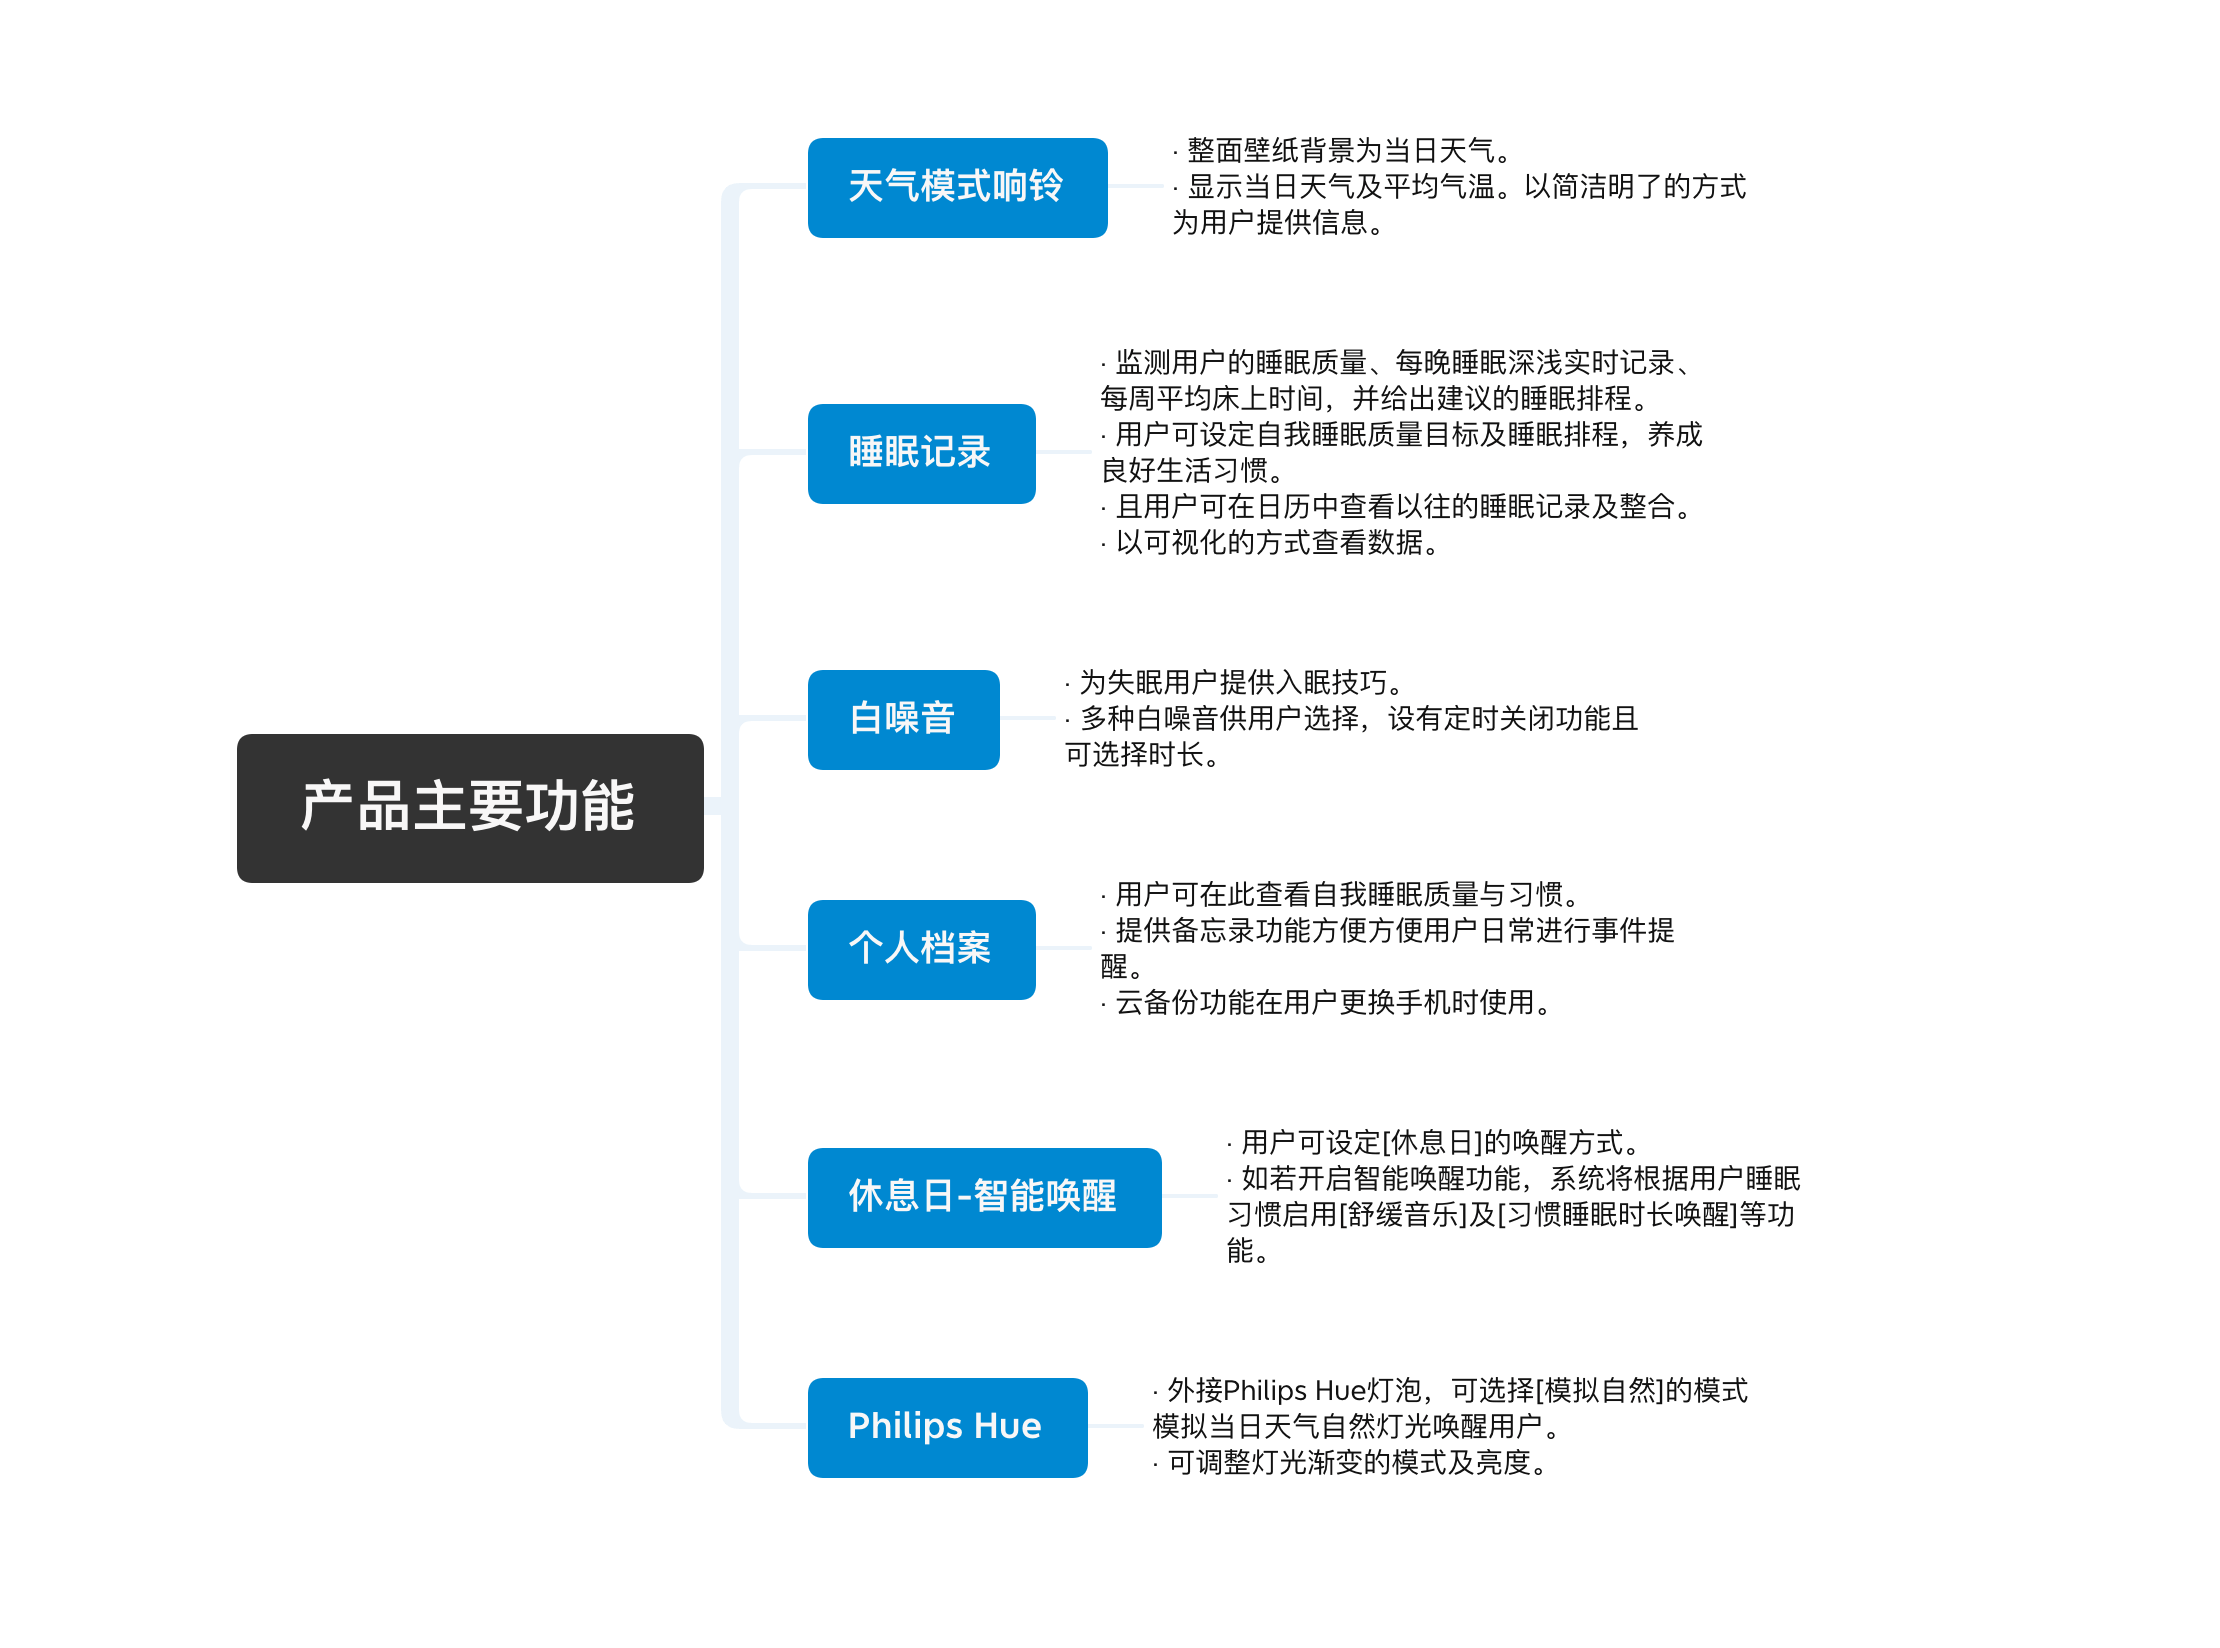 产品主要功能
天气模式响铃
· 整面壁纸背景为当日天气。
· 显示当日天气及平均气温。以简洁明了的方式
为用户提供信息。
睡眠记录
· 监测用户的睡眠质量、每晚睡眠深浅实时记录、
每周平均床上时间，并给出建议的睡眠排程。
· 用户可设定自我睡眠质量目标及睡眠排程，养成
良好生活习惯。
· 且用户可在日历中查看以往的睡眠记录及整合。
· 以可视化的方式查看数据。
白噪音
· 为失眠用户提供入眠技巧。
· 多种白噪音供用户选择，设有定时关闭功能且
可选择时长。
个人档案
· 用户可在此查看自我睡眠质量与习惯。
· 提供备忘录功能方便方便用户日常进行事件提
醒。
· 云备份功能在用户更换手机时使用。
休息日-智能唤醒
· 用户可设定[休息日]的唤醒方式。
· 如若开启智能唤醒功能，系统将根据用户睡眠
习惯启用[舒缓音乐]及[习惯睡眠时长唤醒]等功
能。
Philips Hue
· 外接Philips Hue灯泡，可选择[模拟自然]的模式
模拟当日天气自然灯光唤醒用户。
· 可调整灯光渐变的模式及亮度。